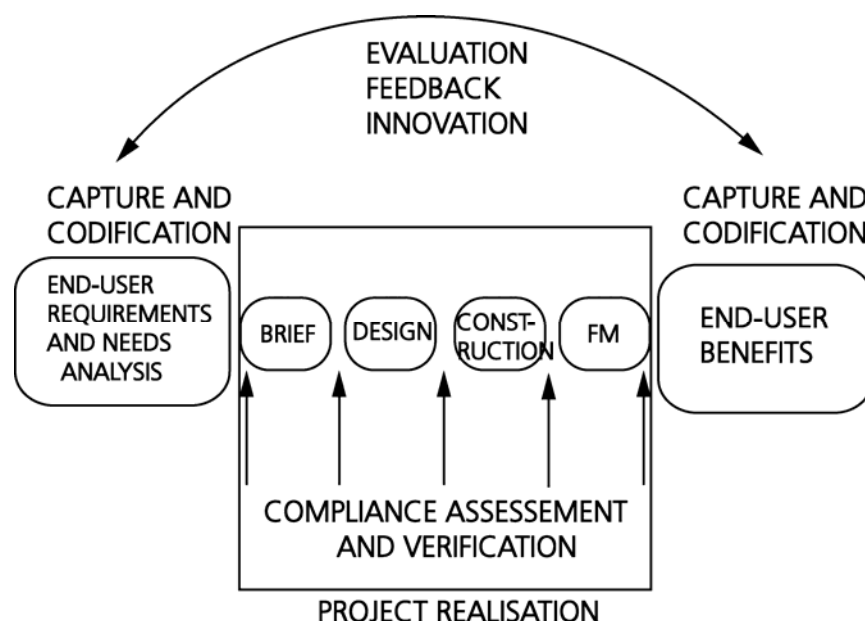 EVALUATION
FEEDBACK
INNOVATION
CAPTURE AND
CODIFICATION
CAPTURE AND
CODIFICATION
END-USER
REQUIREMENTS
AND NEEDS
ANALYSIS
BRIEF
DESIGN
CONST-
RUCTION
FM
END-USER
BENEFITS
COMPLIANCE ASSESSEMENT
AND VERIFICATION
PROJECT REALISATION